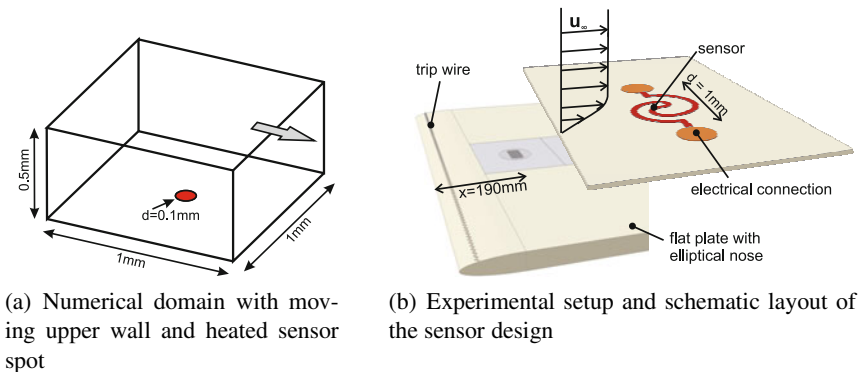 0.5mm
d=0.1mm
1mm
1mm
u∞
trip wire
sensor
d = 1mm
x=190mm
electrical connection
flat plate with
elliptical nose
(a) Numerical domain with mov-
ing upper wall and heated sensor
spot
(b) Experimental setup and schematic layout of
the sensor design